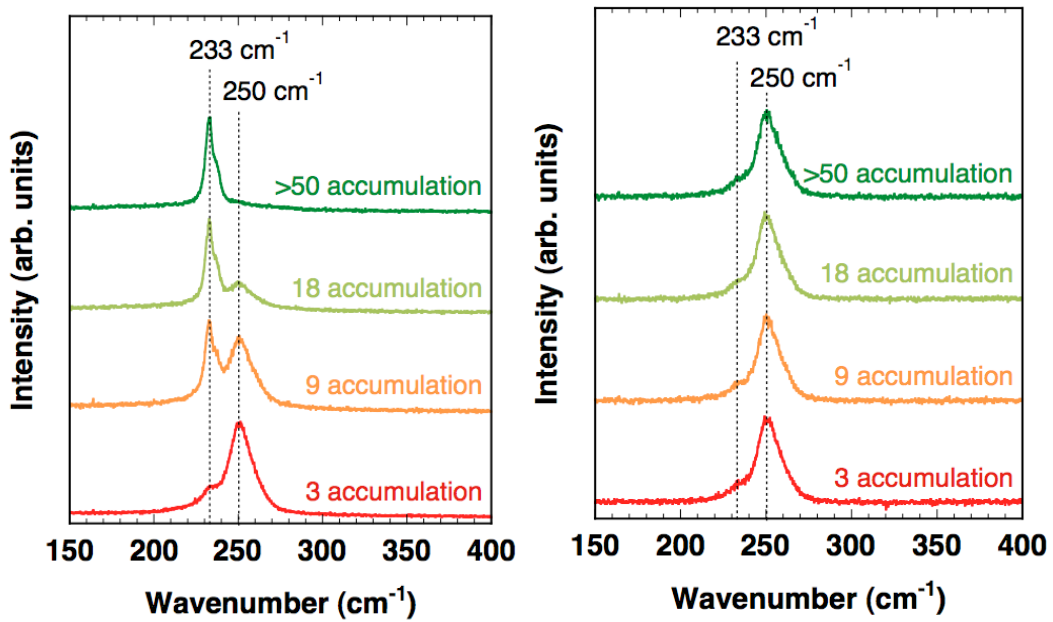 233 cm⁻¹
250 cm⁻¹
>50 accumulation
18 accumulation
9 accumulation
3 accumulation
Intensity (arb. units)
150 200 250 300 350 400
Wavenumber (cm⁻¹)
233 cm⁻¹
250 cm⁻¹
>50 accumulation
18 accumulation
9 accumulation
3 accumulation
Intensity (arb. units)
150 200 250 300 350 400
Wavenumber (cm⁻¹)